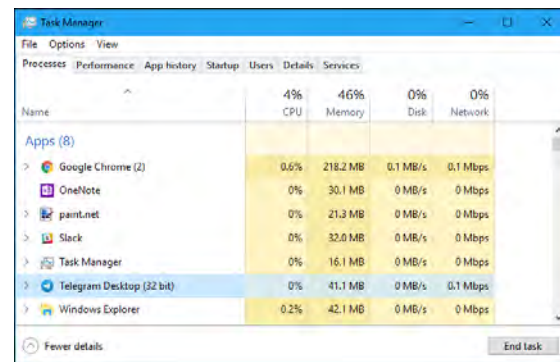 Task Manager
File Options View
Processes Performance App history Startup Users Details Services
4% 46% 0% 0%
Name CPU Memory Disk Network
Apps (8)
Google Chrome (2) 0.6% 218.2 MB 0.1 MB/s 0.1 Mbps
OneNote 0% 30.1 MB 0 MB/s 0 Mbps
paint.net 0% 21.3 MB 0 MB/s 0 Mbps
Slack 0% 32.0 MB 0 MB/s 0 Mbps
Task Manager 0% 16.1 MB 0 MB/s 0 Mbps
Telegram Desktop (32 bit) 0% 41.1 MB 0 MB/s 0.1 Mbps
Windows Explorer 0.2% 42.1 MB 0 MB/s 0 Mbps
Fewer details End task